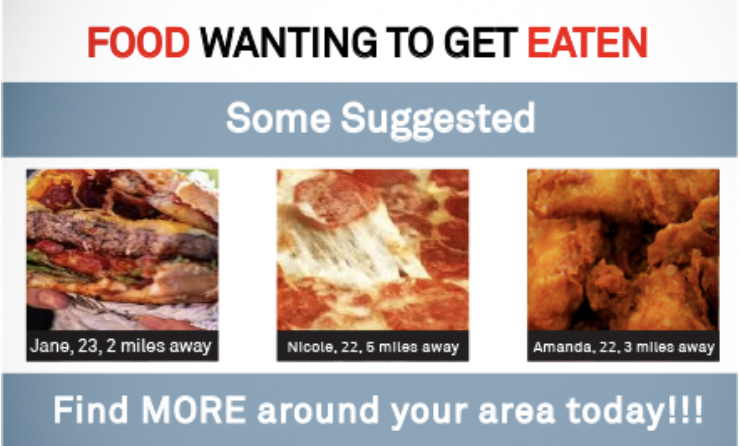 FOOD WANTING TO GET EATEN
Some Suggested
Jane, 23, 2 miles away
Nicole, 22, 5 miles away
Amanda, 22, 3 miles away
Find MORE around your area today!!!